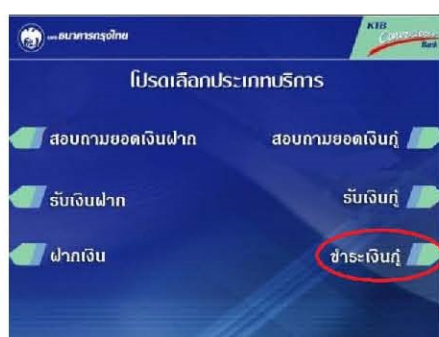 ธนาคารกรุงไทย
KTB
โปรดเลือกประเภทบริการ
สอบถามยอดเงินฝาก
สอบถามยอดเงินกู้
รับเงินฝาก
รับเงินกู้
ฝากเงิน
ชำระเงินกู้